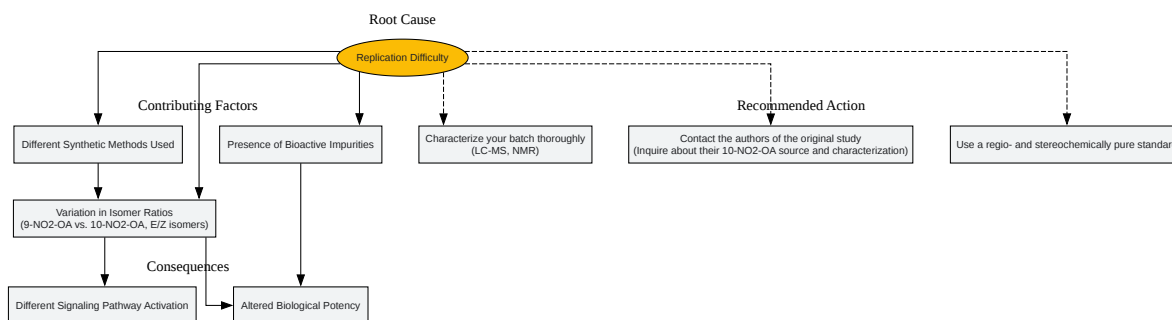 Root Cause
Replication Difficulty
Contributing Factors
Recommended Action
Different Synthetic Methods Used
Presence of Bioactive Impurities
Characterize your batch thoroughly
(LC-MS, NMR)
Contact the authors of the original study
(Inquire about their 10-NO2-OA source and characterization)
Use a regio- and stereochemically pure standard
Variation in Isomer Ratios
(9-NO2-OA vs. 10-NO2-OA, E/Z isomers)
Consequences
Different Signaling Pathway Activation
Altered Biological Potency